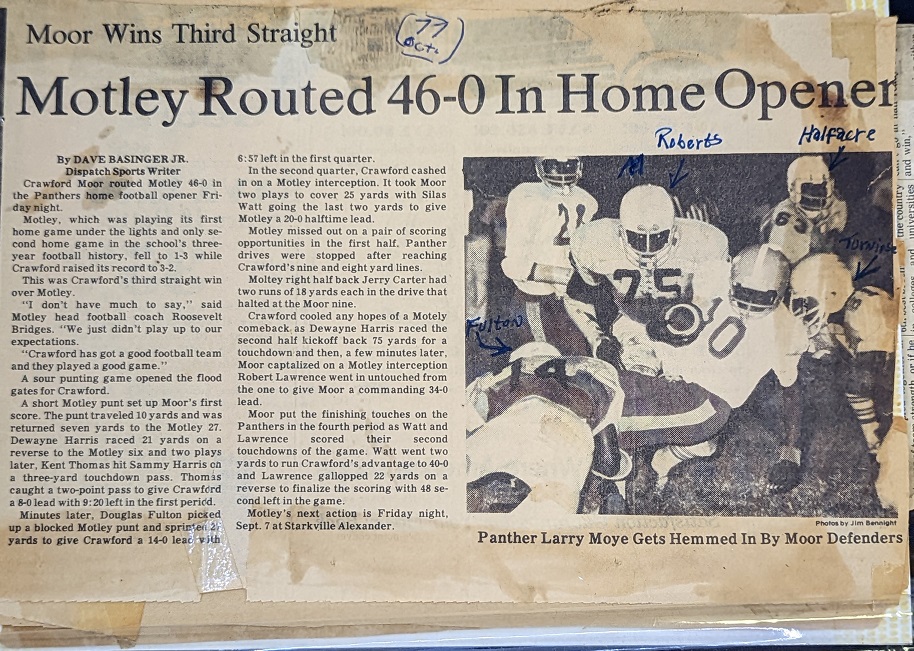 Moor Wins Third Straight
(77
Oct.)
Motley Routed 46-0 In Home Opener
By DAVE BASINGER JR.
Dispatch Sports Writer
Crawford Moor routed Motley 46-0 in
the Panthers home football opener Fri-
day night.
Motley, which was playing its first
home game under the lights and only se-
cond home game in the school's three-
year football history, fell to 1-3 while
Crawford raised its record to 3-2.
This was Crawford's third straight win
over Motley.
"I don't have much to say," said
Motley head football coach Roosevelt
Bridges. "We just didn't play up to our
expectations.
"Crawford has got a good football team
and they played a good game."
A sour punting game opened the flood
gates for Crawford.
A short Motley punt set up Moor's first
score. The punt traveled 10 yards and was
returned seven yards to the Motley 27.
Dewayne Harris raced 21 yards on a
reverse to the Motley six and two plays
later, Kent Thomas hit Sammy Harris on
a three-yard touchdown pass. Thomas
caught a two-point pass to give Crawford
a 8-0 lead with 9:20 left in the first period.
Minutes later, Douglas Fulton picked
up a blocked Motley punt and sprinted
yards to give Crawford a 14-0 lead with
6:57 left in the first quarter.
In the second quarter, Crawford cashed
in on a Motley interception. It took Moor
two plays to cover 25 yards with Silas
Watt going the last two yards to give
Motley a 20-0 halftime lead.
Motley missed out on a pair of scoring
opportunities in the first half. Panther
drives were stopped after reaching
Crawford's nine and eight yard lines.
Moltey right half back Jerry Carter had
two runs of 18 yards each in the drive that
halted at the Moor nine.
Crawford cooled any hopes of a Motely
comeback as Dewayne Harris raced the
second half kickoff back 75 yards for a
touchdown and then, a few minutes later,
Moor captalized on a Motley interception
Robert Lawrence went in untouched from
the one to give Moor a commanding 34-0
lead.
Moor put the finishing touches on the
Panthers in the fourth period as Watt and
Lawrence scored their second
touchdowns of the game. Watt went two
yards to run Crawford's advantage to 40-0
and Lawrence gallopped 22 yards on a
reverse to finalize the scoring with 48 se-
cond left in the game.
Motley's next action is Friday night,
Sept. 7 at Starkville Alexander.
Roberts
Halfacre
Fulton
75
14
0
Photos by Jim Bennight
Panther Larry Moye Gets Hemmed In By Moor Defenders